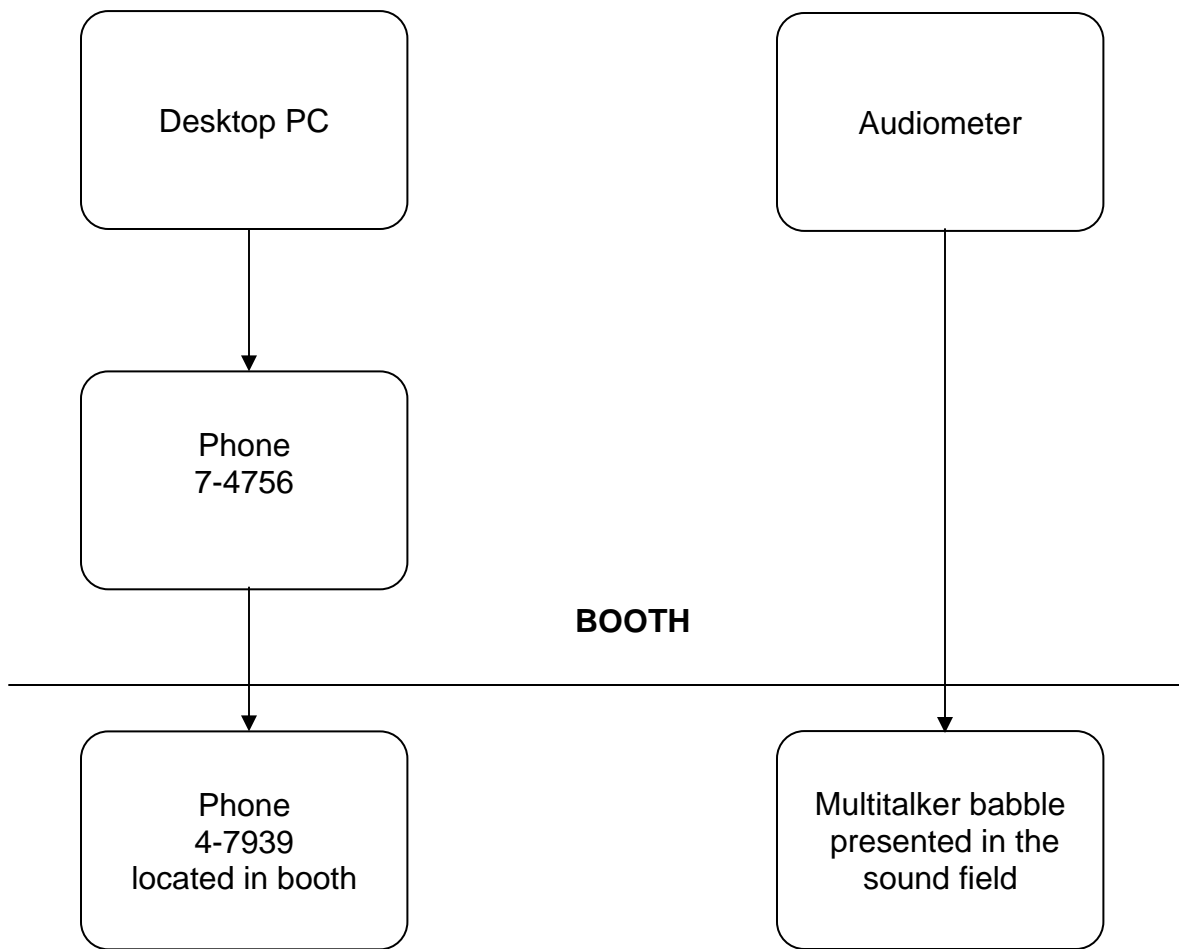 Desktop PC
Audiometer
Phone
7-4756
BOOTH
Phone
4-7939
located in booth
Multitalker babble
presented in the
sound field